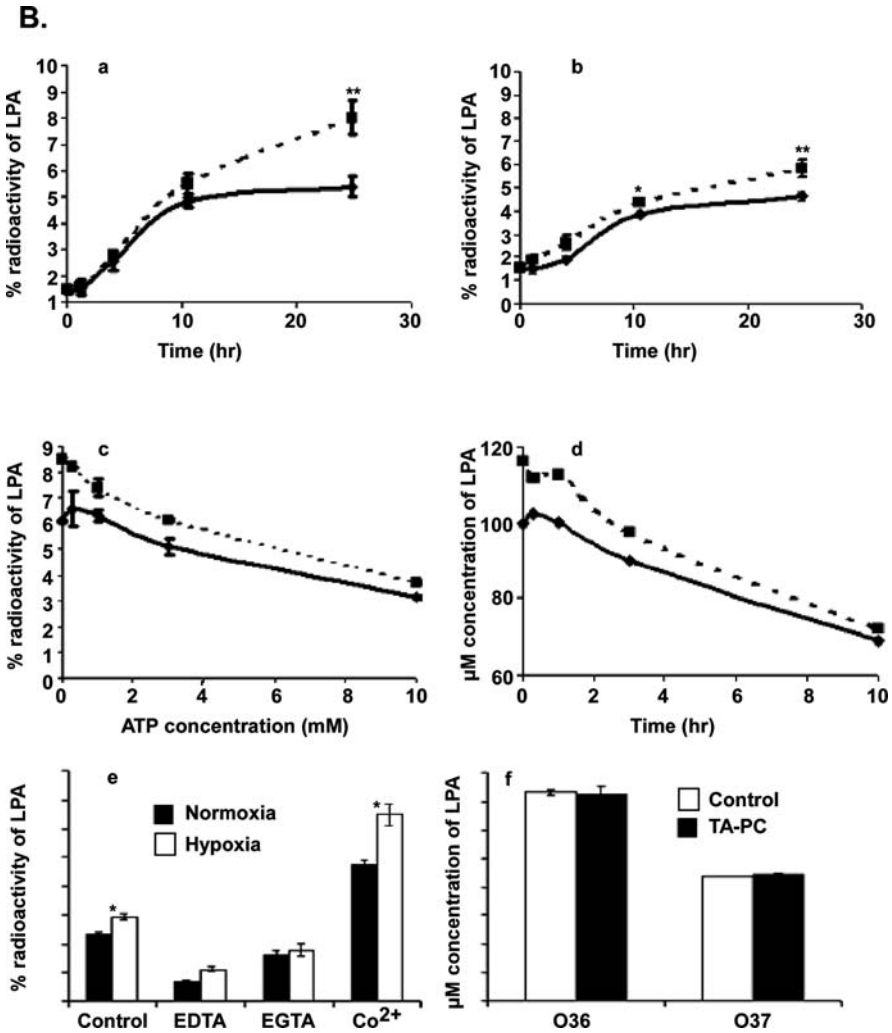 B.
a
10
9
8
7
6
5
4
3
2
1
% radioactivity of LPA
**
0 10 20 30
Time (hr)
b
10
9
8
7
6
5
4
3
2
1
0
% radioactivity of LPA
*
**
0 10 20 30
Time (hr)
c
9
8
7
6
5
4
3
2
1
0
% radioactivity of LPA
0 2 4 6 8 10
ATP concentration (mM)
d
120
100
80
60
µM concentration of LPA
0 2 4 6 8 10
Time (hr)
e
% radioactivity of LPA
Normoxia
Hypoxia
*
*
Control EDTA EGTA Co2+
f
µM concentration of LPA
Control
TA-PC
O36 O37